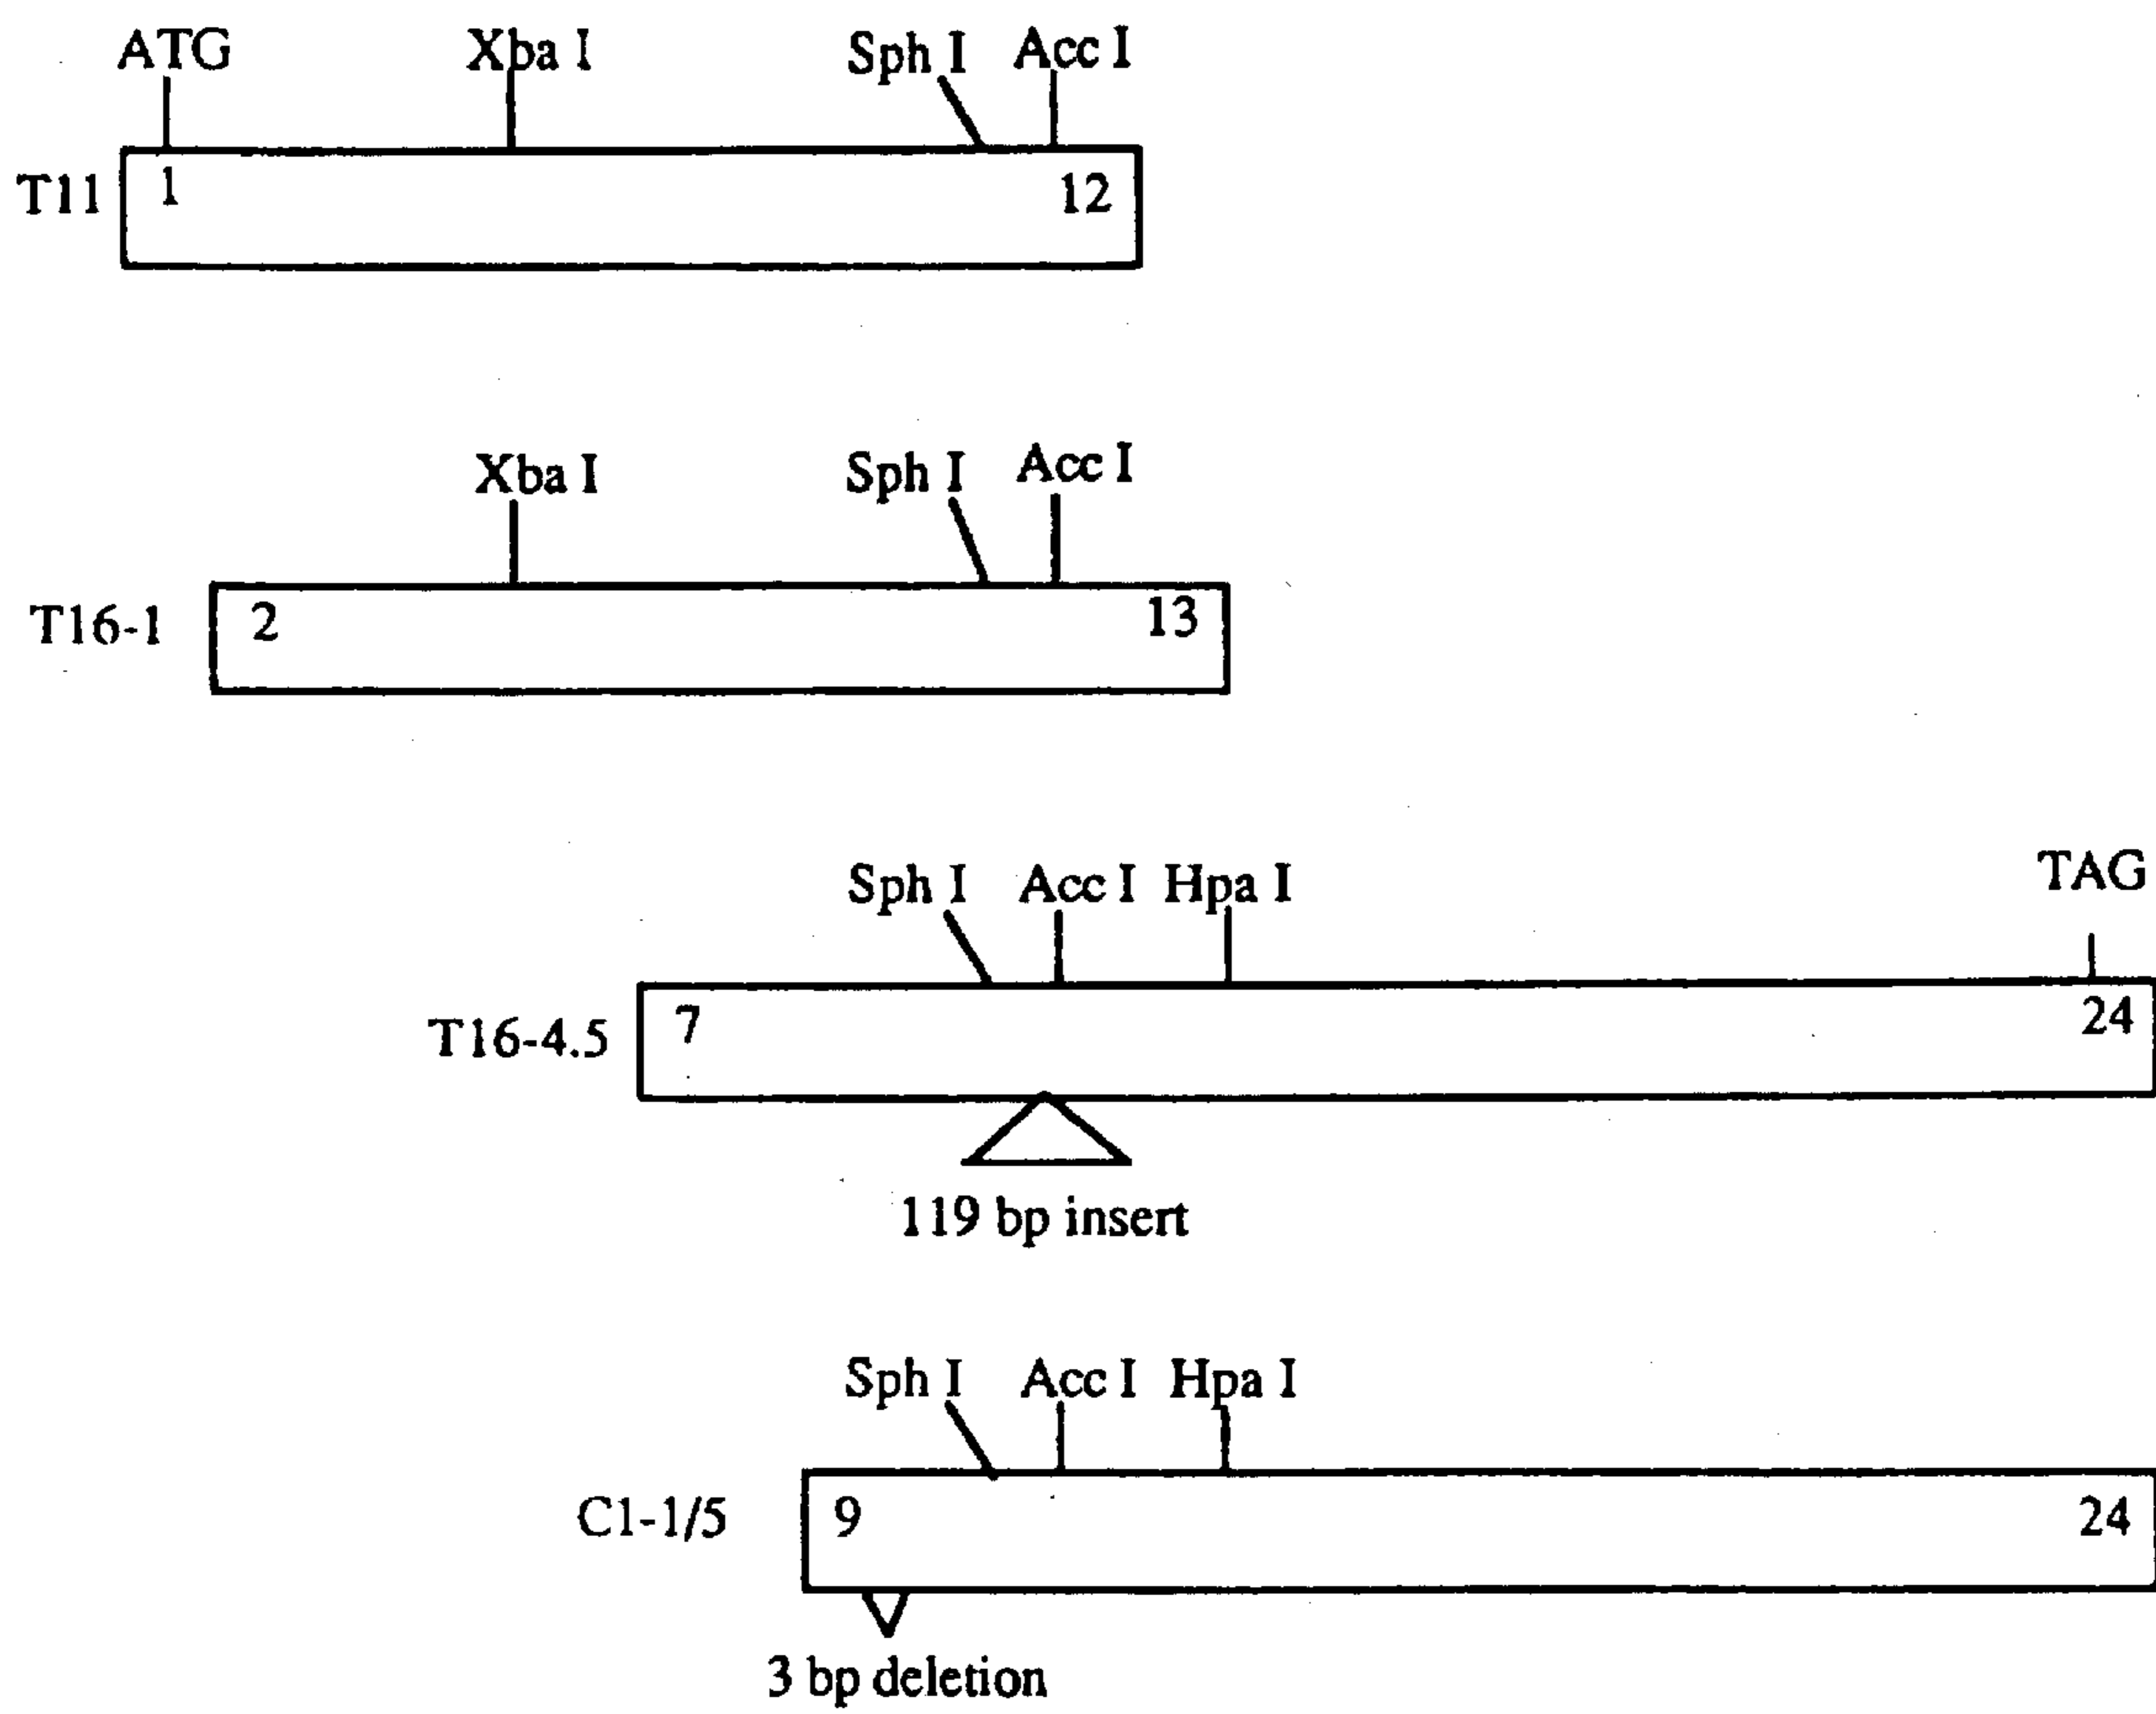 ATG Xba I Sph I Acc I
T11 1 12
Xba I Sph I Acc I
T16-1 2 13
Sph I Acc I Hpa I TAG
T16-4.5 7 24
119 bp insert
Sph I Acc I Hpa I
C1-1/5 9 24
3 bp deletion